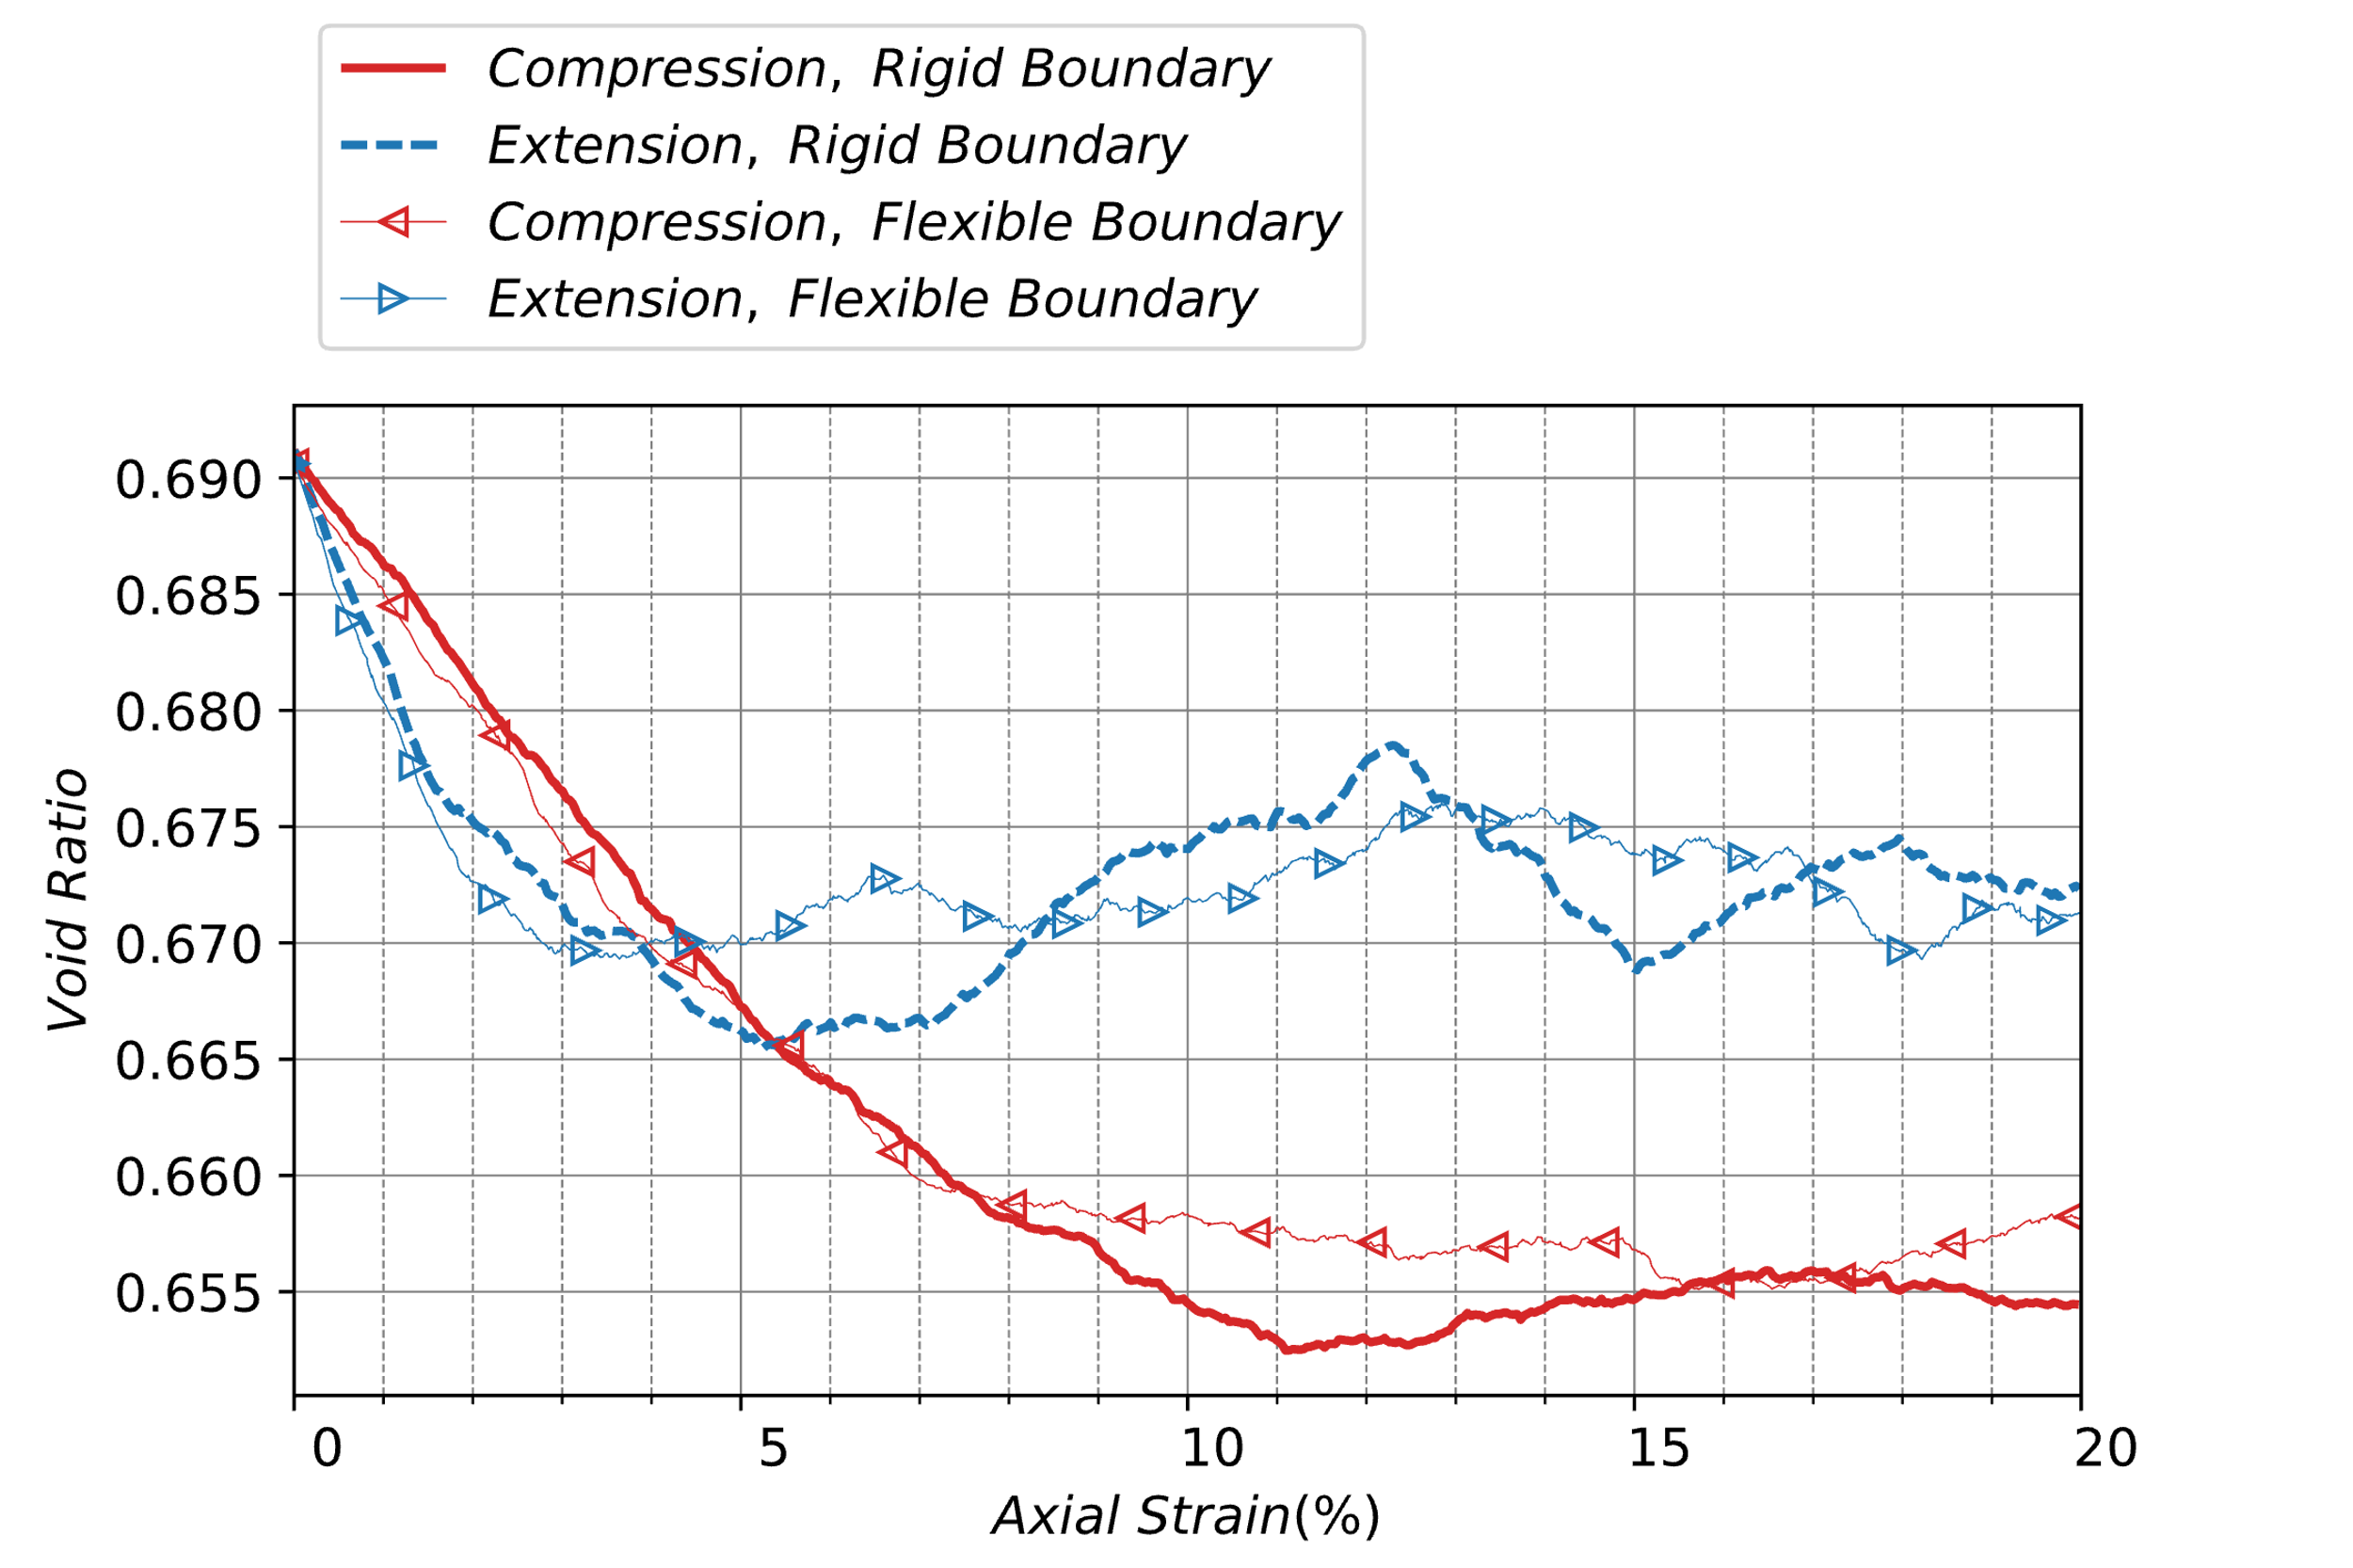 Compression, Rigid Boundary
Extension, Rigid Boundary
Compression, Flexible Boundary
Extension, Flexible Boundary
0.690
0.685
0.680
0.675
0.670
0.665
0.660
0.655
Void Ratio
0 5 10 15 20
Axial Strain(%)